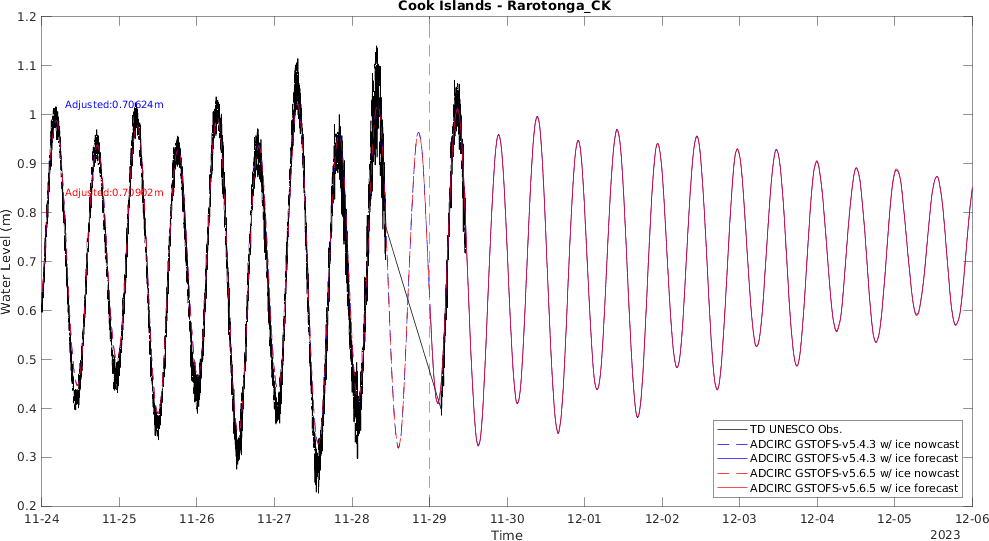 Cook Islands - Rarotonga_CK
1.2
1.1
1
0.9
0.8
0.7
0.6
0.5
0.4
0.3
0.2
Water Level (m)
Adjusted:0.70624m
Adjusted:0.70902m
TD UNESCO Obs.
ADCIRC GSTOFS-v5.4.3 w/ ice nowcast
ADCIRC GSTOFS-v5.4.3 w/ ice forecast
ADCIRC GSTOFS-v5.6.5 w/ ice nowcast
ADCIRC GSTOFS-v5.6.5 w/ ice forecast
11-24 11-25 11-26 11-27 11-28 11-29 11-30 12-01 12-02 12-03 12-04 12-05 12-06
Time
2023